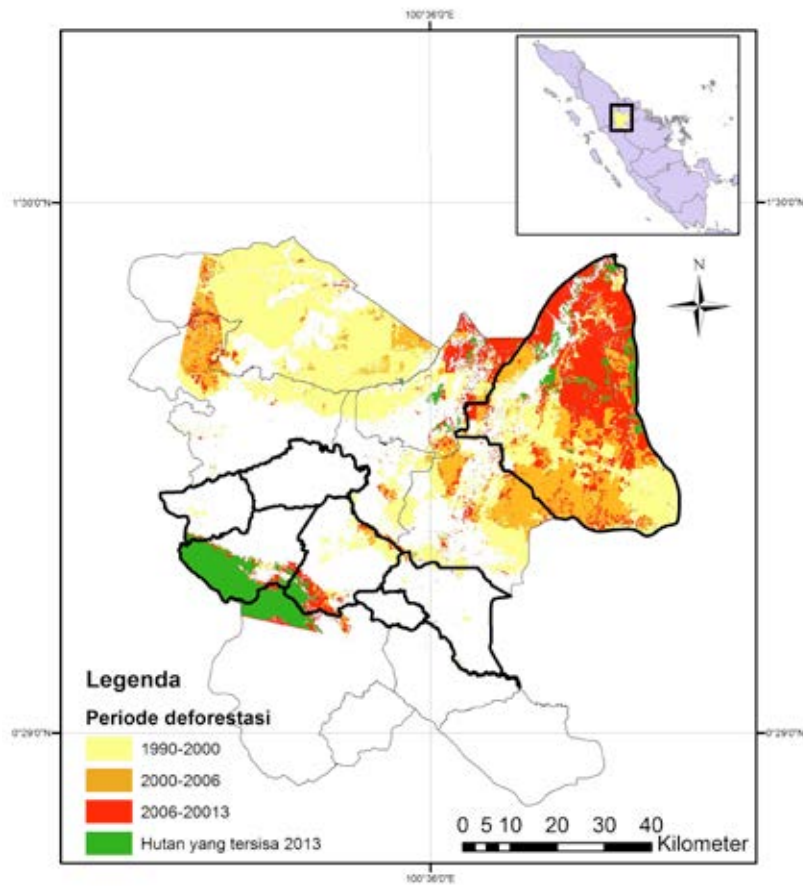 100°36'0"E
1°30'0"N
1°30'0"N
N
Legenda
Periode deforestasi
1990-2000
2000-2006
2006-20013
Hutan yang tersisa 2013
0°29'0"N
0°29'0"N
0 5 10 20 30 40
Kilometer
100°36'0"E